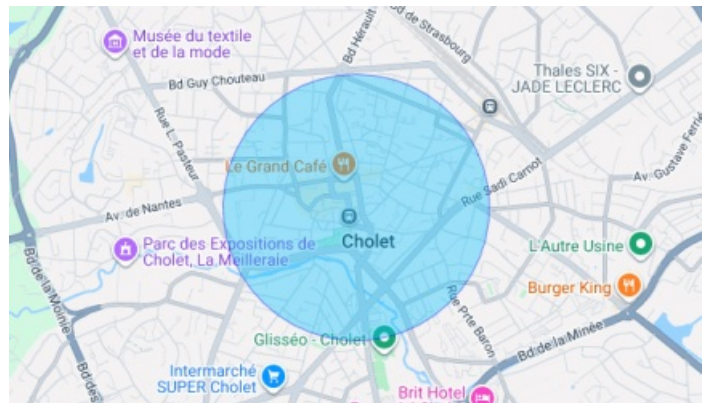 Musée du textile
et de la mode
Bd Hérault
Bd de Strasbourg
Bd Guy Chouteau
Thales SIX -
JADE LECLERC
Rue L. Pasteur
Le Grand Café
Rue Sadi Carnot
Av. Gustave Ferrié
Av. de Nantes
Cholet
Parc des Expositions de
Cholet, La Meilleraie
L'Autre Usine
Burger King
Bd de la Moinie
Rue Prte Baron
Glisséo - Cholet
Bd de la Minée
Intermarché
SUPER Cholet
Bd des
Brit Hotel